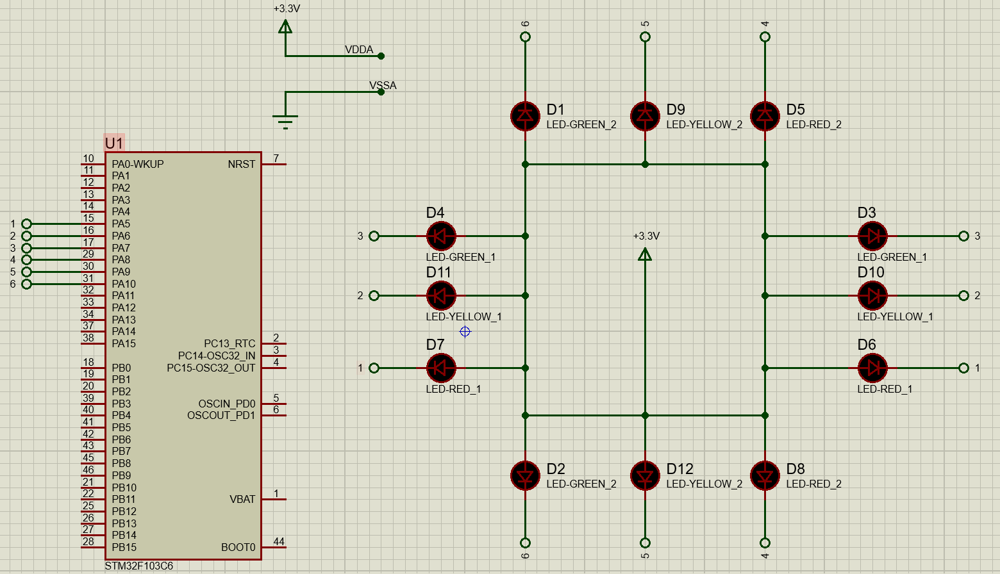 +3.3V
VDDA
VSSA
U1
10 PA0-WKUP NRST 7
11 PA1
12 PA2
13 PA3
14 PA4
1 15 PA5
2 16 PA6
3 17 PA7
4 29 PA8
5 30 PA9
6 31 PA10
32 PA11
33 PA12
34 PA13
37 PA14
38 PA15 PC13_RTC 2
PC14-OSC32_IN 3
18 PB0 PC15-OSC32_OUT 4
19 PB1
20 PB2
39 PB3 OSCIN_PD0 5
40 PB4 OSCOUT_PD1 6
41 PB5
42 PB6
43 PB7
45 PB8
46 PB9
21 PB10
22 PB11 VBAT 1
25 PB12
26 PB13
27 PB14
28 PB15 BOOT0 44
STM32F103C6
6 5 4
D1
LED-GREEN_2
D9
LED-YELLOW_2
D5
LED-RED_2
D4
3
LED-GREEN_1
D11
2
LED-YELLOW_1
D7
1
LED-RED_1
+3.3V
D3
3
LED-GREEN_1
D10
2
LED-YELLOW_1
D6
1
LED-RED_1
D2
LED-GREEN_2
D12
LED-YELLOW_2
D8
LED-RED_2
6 5 4